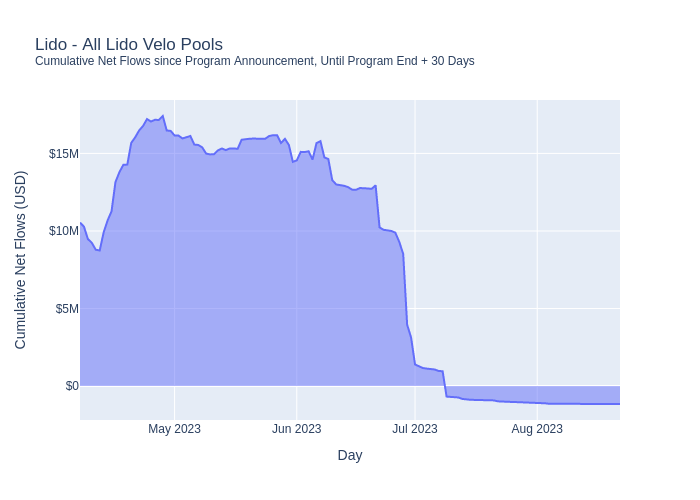 Lido - All Lido Velo Pools
Cumulative Net Flows since Program Announcement, Until Program End + 30 Days
Cumulative Net Flows (USD)
$15M
$10M
$5M
$0
May 2023
Jun 2023
Jul 2023
Aug 2023
Day